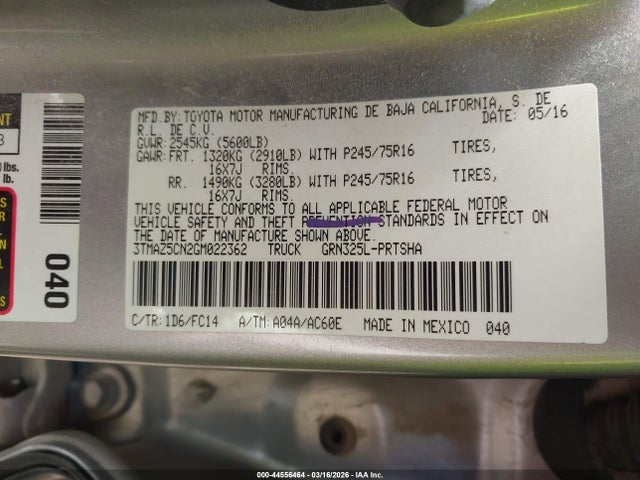 MFD.BY:TOYOTA MOTOR MANUFACTURING DE BAJA CALIFORNIA, S. DE
R.L. DE C.V. DATE: 05/16
GVWR:2545KG (5600LB)
GAWR:FRT. 1320KG (2910LB) WITH P245/75R16 TIRES,
16X7J RIMS.
RR. 1490KG (3280LB) WITH P245/75R16 TIRES,
16X7J RIMS.
THIS VEHICLE CONFORMS TO ALL APPLICABLE FEDERAL MOTOR
VEHICLE SAFETY AND THEFT PREVENTION STANDARDS IN EFFECT ON
THE DATE OF MANUFACTURE SHOWN ABOVE.
3TMAZ5CN2GM022362 TRUCK GRN325L-PRTSHA
C/TR:1D6/FC14 A/TM:A04A/AC60E MADE IN MEXICO 040
lbs.
lb.
040
000-44556464 - 03/16/2026 - IAA Inc.